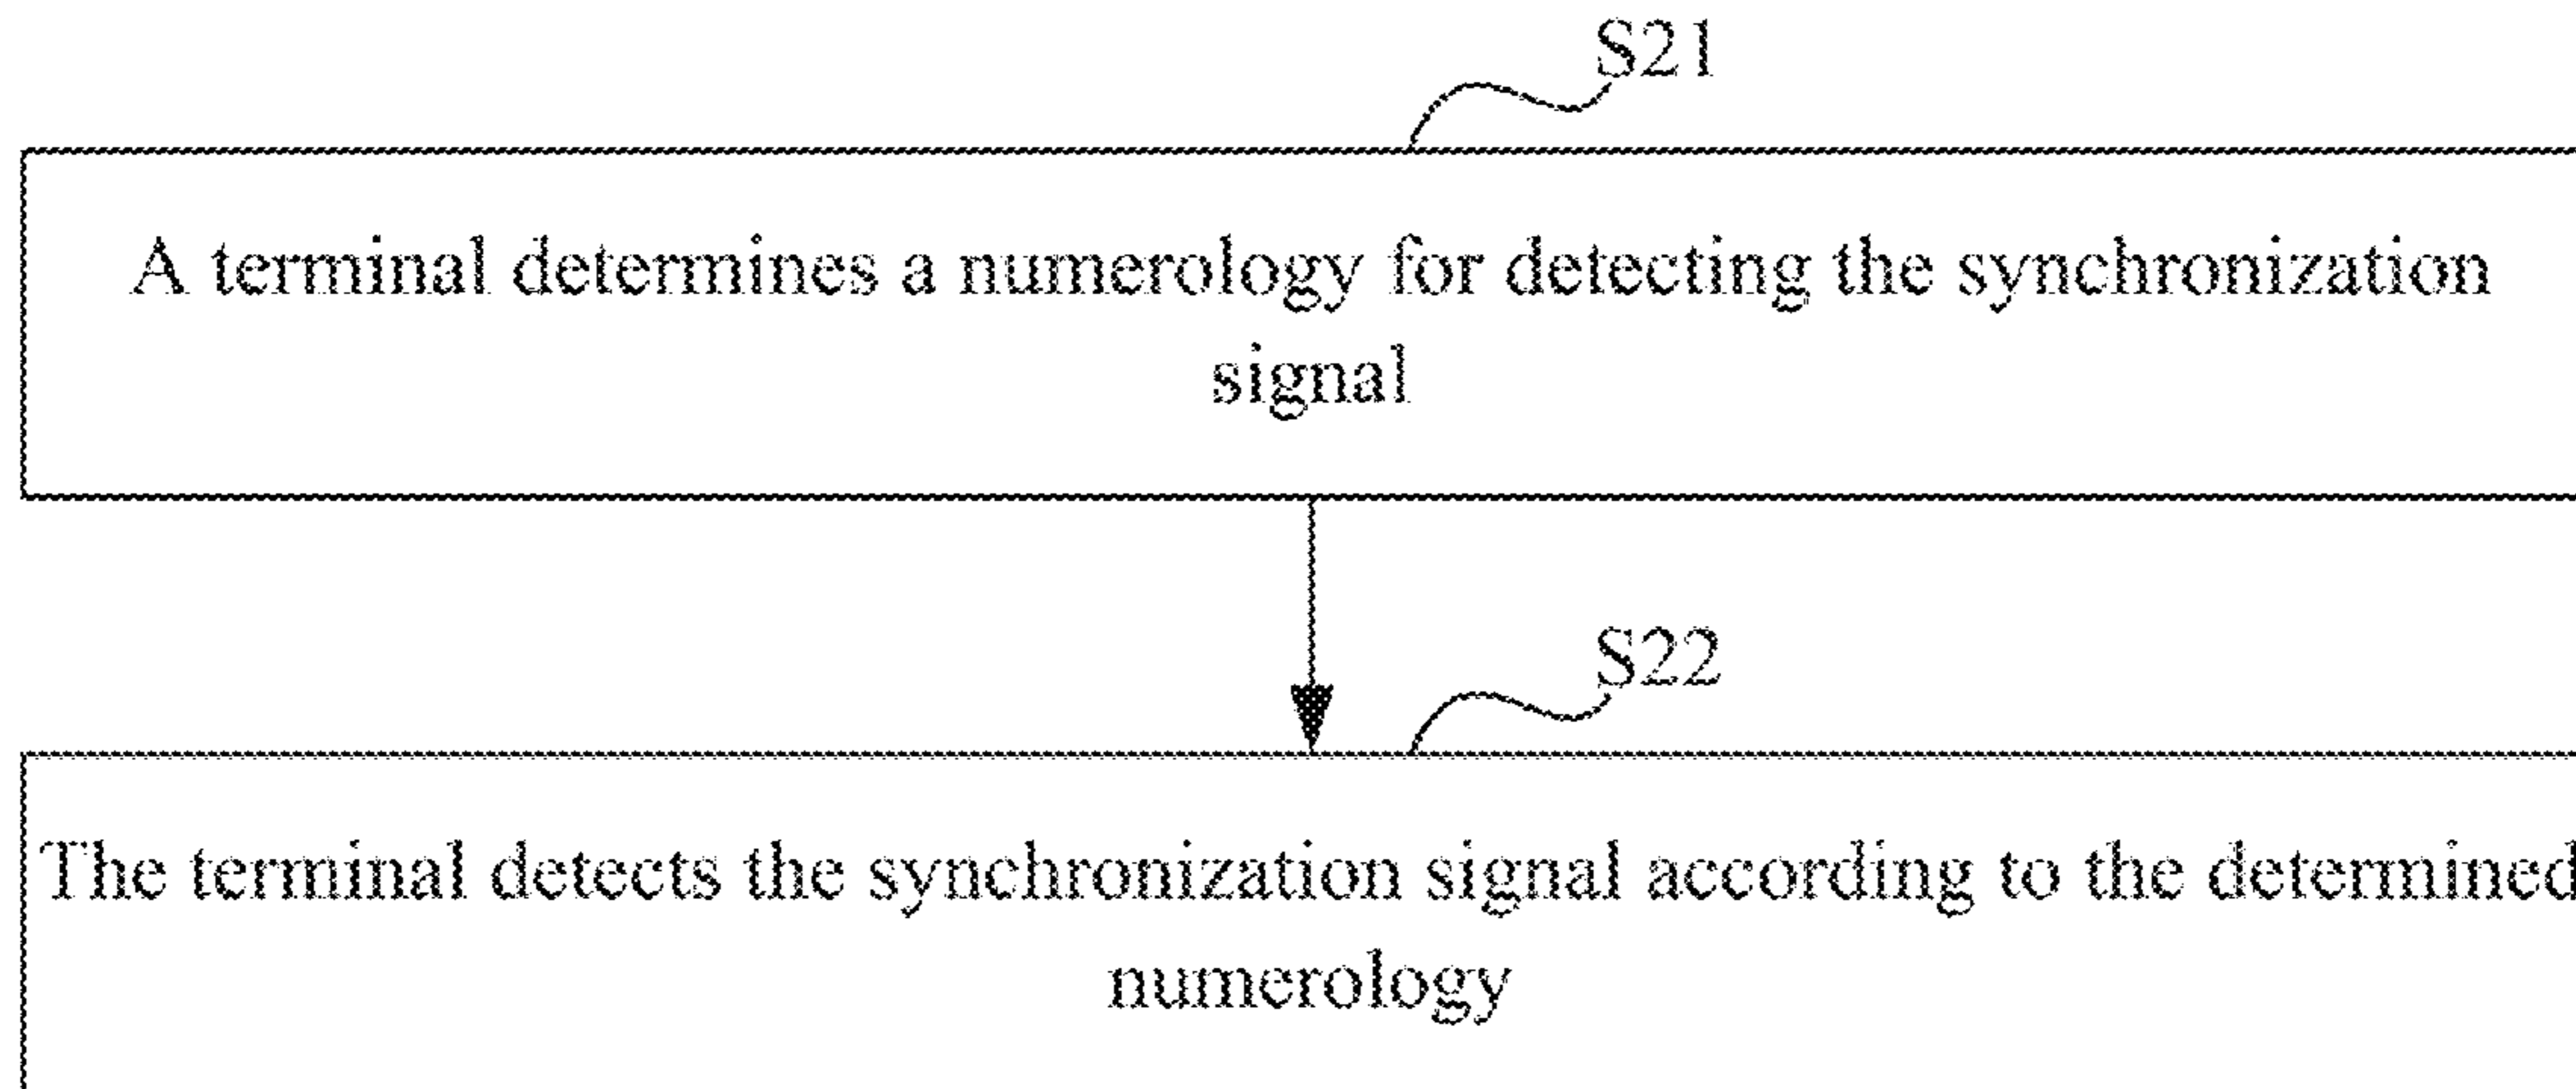 S21
A terminal determines a numerology for detecting the synchronization
signal
S22
The terminal detects the synchronization signal according to the determined
numerology